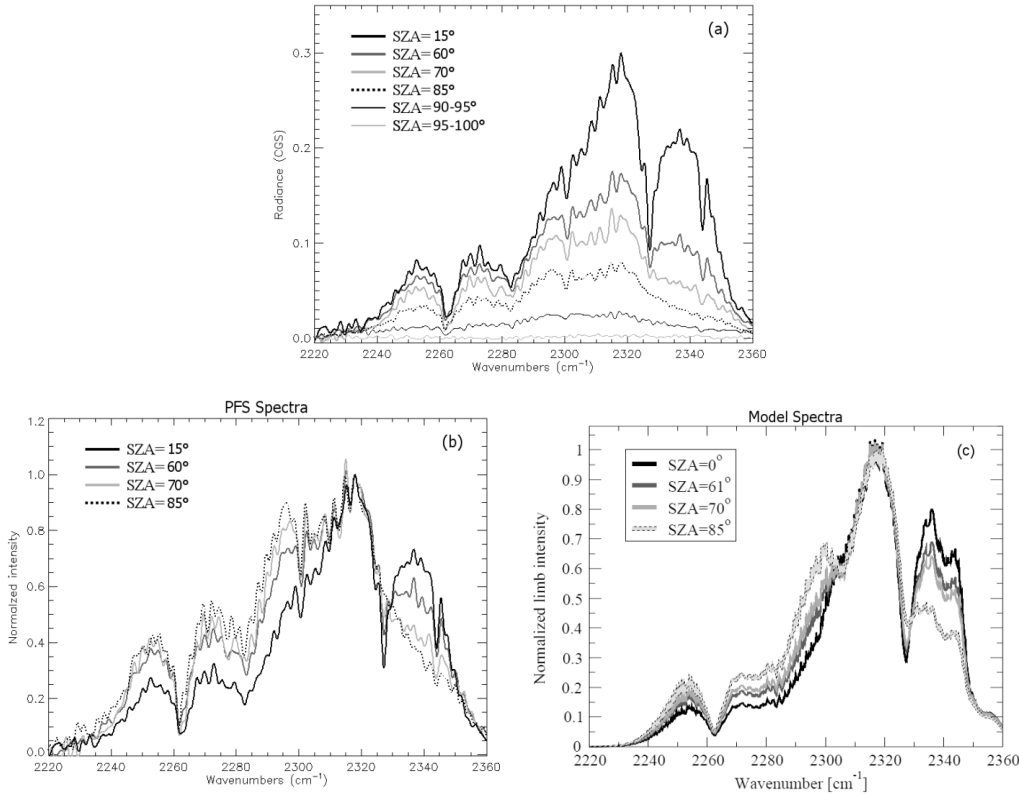 (a)
SZA= 15°
SZA= 60°
SZA= 70°
SZA= 85°
SZA= 90-95°
SZA= 95-100°
0.3
0.2
0.1
0.0
Radiance (CGS)
2220 2240 2260 2280 2300 2320 2340 2360
Wavenumbers (cm-1)
PFS Spectra
(b)
SZA= 15°
SZA= 60°
SZA= 70°
SZA= 85°
1.2
1.0
0.8
0.6
0.4
0.2
0.0
Normalized intensity
2220 2240 2260 2280 2300 2320 2340 2360
Wavenumbers (cm-1)
Model Spectra
(c)
SZA=0°
SZA=61°
SZA=70°
SZA=85°
1
0.9
0.8
0.7
0.6
0.5
0.4
0.3
0.2
0.1
0
Normalized limb intensity
2220 2240 2260 2280 2300 2320 2340 2360
Wavenumber [cm-1]